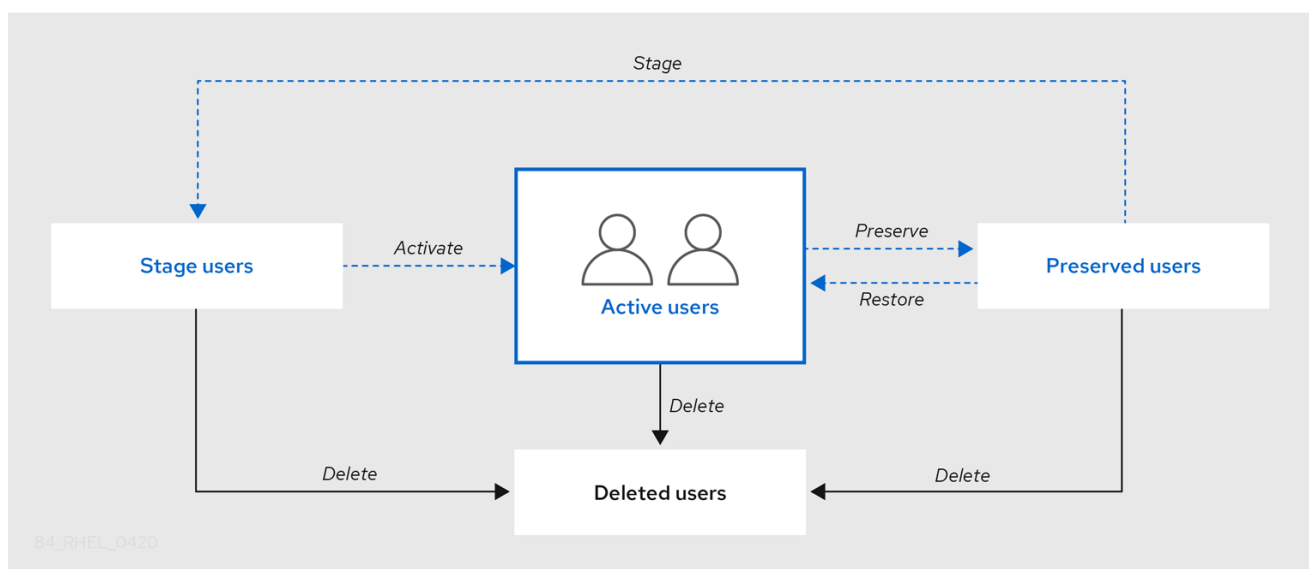 Stage
Stage users
Activate
Active users
Preserve
Restore
Preserved users
Delete
Delete
Deleted users
Delete
84_RHEL_0420